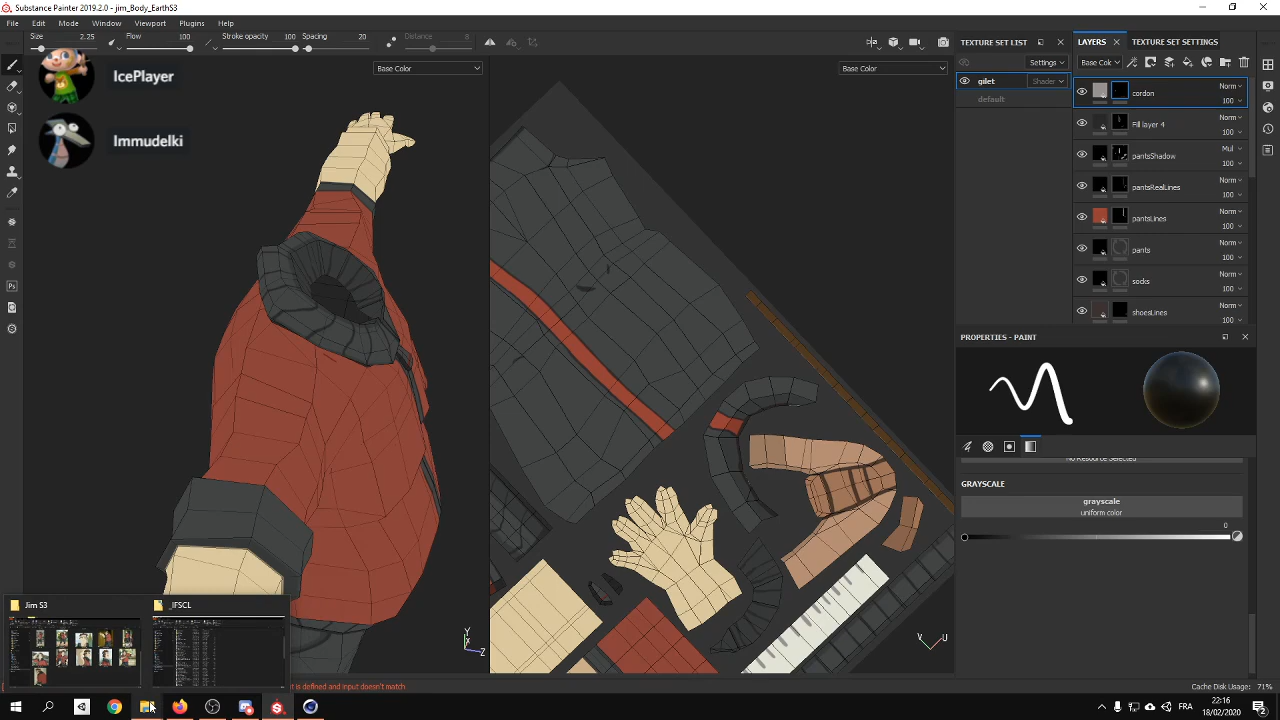 Substance Painter 2019.2.0 - jim_Body_EarthS3
File Edit Mode Window Viewport Plugins Help
Size 2.25 Flow 100 Stroke opacity 100 Spacing 20 Distance 8
IcePlayer
Immudelki
Base Color
Base Color
TEXTURE SET LIST
Settings
gilet Shader
default
LAYERS TEXTURE SET SETTINGS
Base Col
cordon Norm 100
Fill layer 4 Norm 100
pantsShadow Mul 100
pantsRealLines Norm 100
pantsLines Norm 100
pants Norm 100
socks Norm 100
shoesLines Norm 100
PROPERTIES - PAINT
No Resource Selected
GRAYSCALE
grayscale
uniform color
0
Jim S3
_IFSCL
Y
Z
V U
t is defined and input doesn't match
Cache Disk Usage: 71%
FRA
22:16
18/02/2020
2
Ps